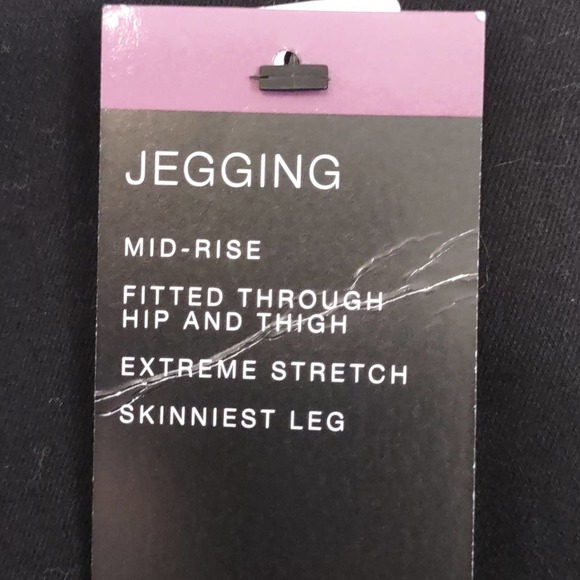 JEGGING
MID-RISE
FITTED THROUGH
HIP AND THIGH
EXTREME STRETCH
SKINNIEST LEG